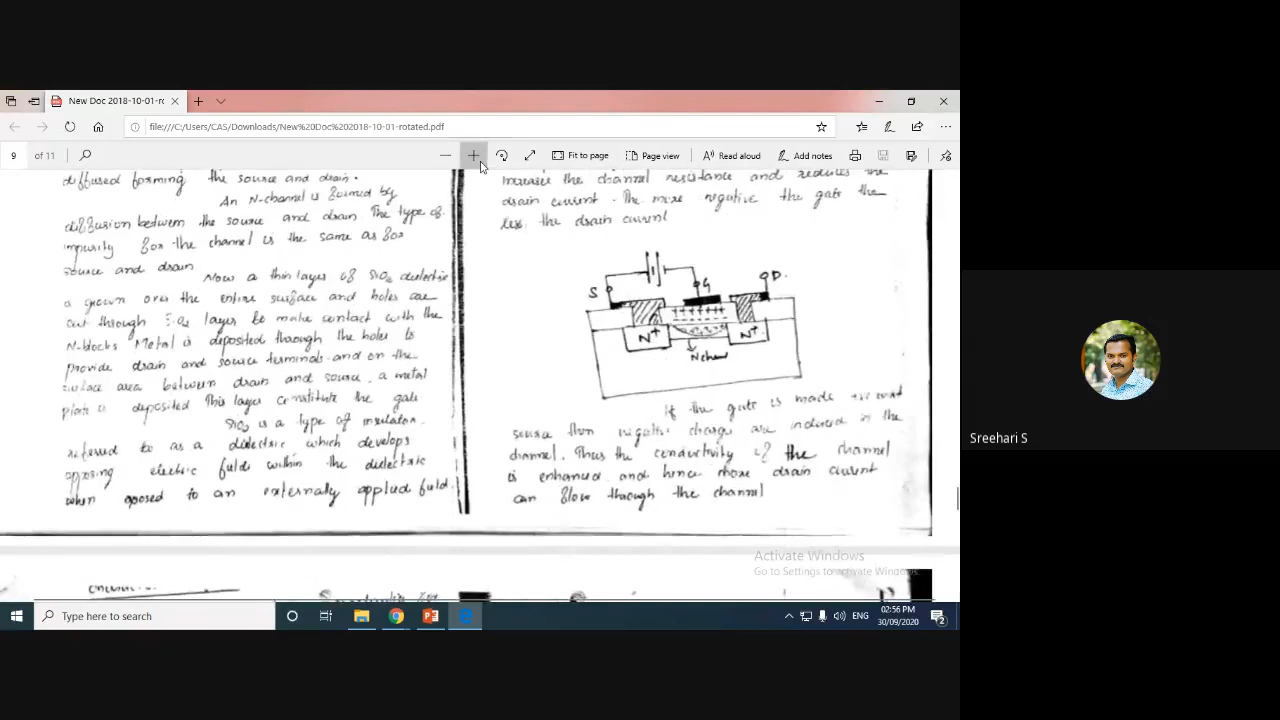 New Doc 2018-10-01-ro
file:///C:/Users/CAS/Downloads/New%20Doc%202018-10-01-rotated.pdf
9 of 11
Fit to page
Page view
Read aloud
Add notes
diffused forming the source and drain.
An N-channel is formed by
diffusion between the source and drain The type of
impurity for the channel is the same as for
source and drain
Now a thin layer of SiO2 dielectric
is grown over the entire surface and holes are
cut through layer to make contact with the
N-blocks Metal is deposited through the holes to
provide drain and source terminals and on the
surface area between drain and source, a metal
plate is deposited This layer constitute the gate
SiO2 is a type of insulator
referred to as a dielectric which develops
opposing electric fields within the dielectric
when oposed to an externally applied field.
increase the channel resistance and reduces the
drain current. The more negative the gate the
less the drain current
S
G
D
N+
N+
N chan
If the gate is made
source then negative charges are induced in the
channel. Thus the conductivity of the channel
is enhanced and hence more drain current
can flow through the channel
Activate Windows
Go to Settings to activate Windows.
Type here to search
ENG
02:56 PM
30/09/2020
2
Sreehari S